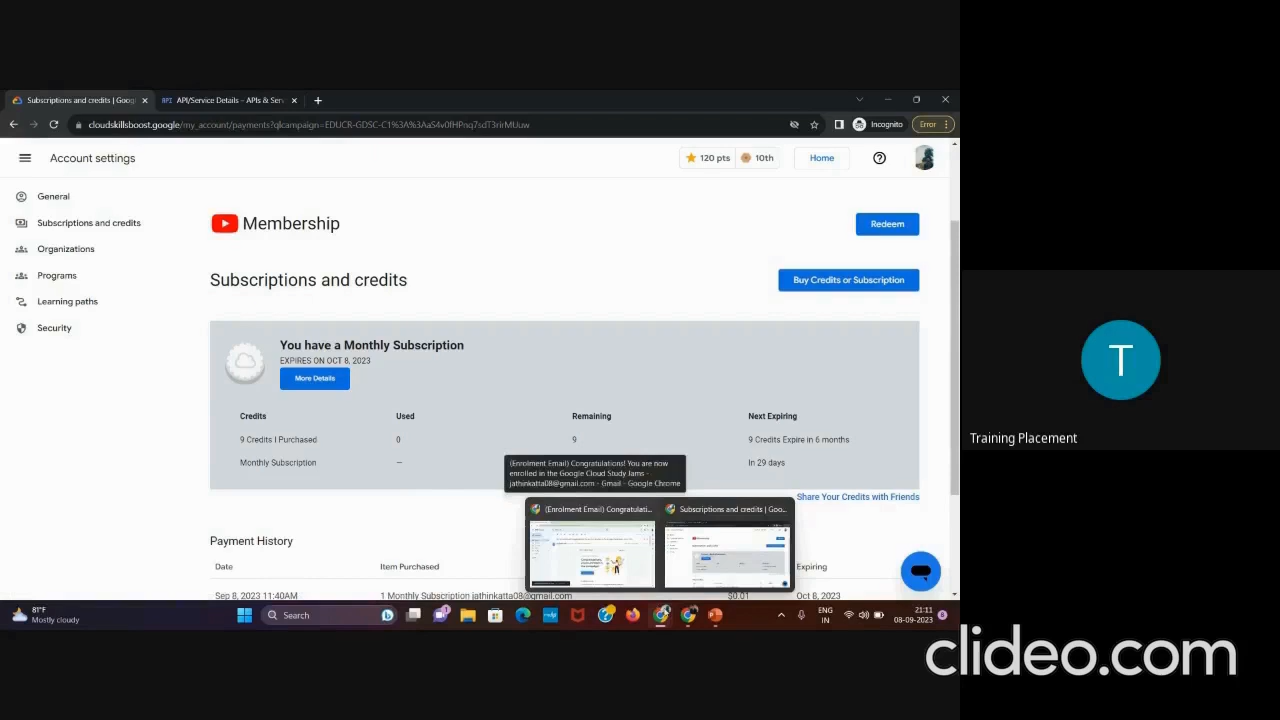 Subscriptions and credits | Goog
API/Service Details – APIs & Serv
cloudskillsboost.google/my_account/payments?qlcampaign=EDUCR-GDSC-C1%3A%3AaS4v0fHPnq7sdT3rirMUuw
Incognito
Error
Account settings
120 pts
10th
Home
General
Subscriptions and credits
Organizations
Programs
Learning paths
Security
Membership
Redeem
Subscriptions and credits
Buy Credits or Subscription
You have a Monthly Subscription
EXPIRES ON OCT 8, 2023
More Details
Credits Used Remaining Next Expiring
9 Credits | Purchased 0 9 9 Credits Expire in 6 months
Monthly Subscription — In 29 days
(Enrolment Email) Congratulations! You are now
enrolled in the Google Cloud Study Jams -
jathinkatta08@gmail.com - Gmail - Google Chrome
Share Your Credits with Friends
(Enrolment Email) Congratulati...
Subscriptions and credits | Goo...
Payment History
Date Item Purchased Expiring
Sep 8, 2023 11:40AM 1 Monthly Subscription jathinkatta08@gmail.com $0.01 Oct 8, 2023
81°F
Mostly cloudy
Search
ENG
IN
21:11
08-09-2023
T
Training Placement
clideo.com